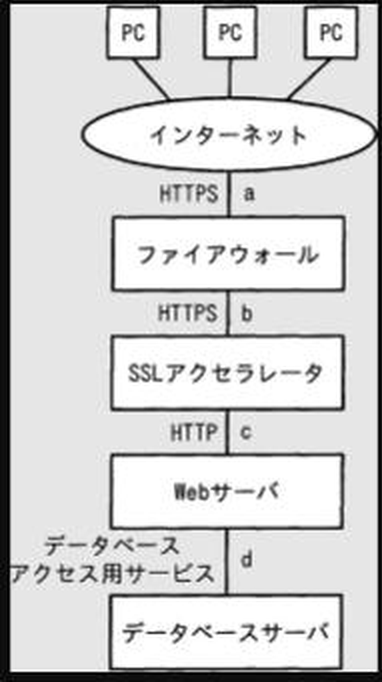 PC PC PC
インターネット
HTTPS a
ファイアウォール
HTTPS b
SSLアクセラレータ
HTTP c
Webサーバ
データベース
アクセス用サービス d
データベースサーバ